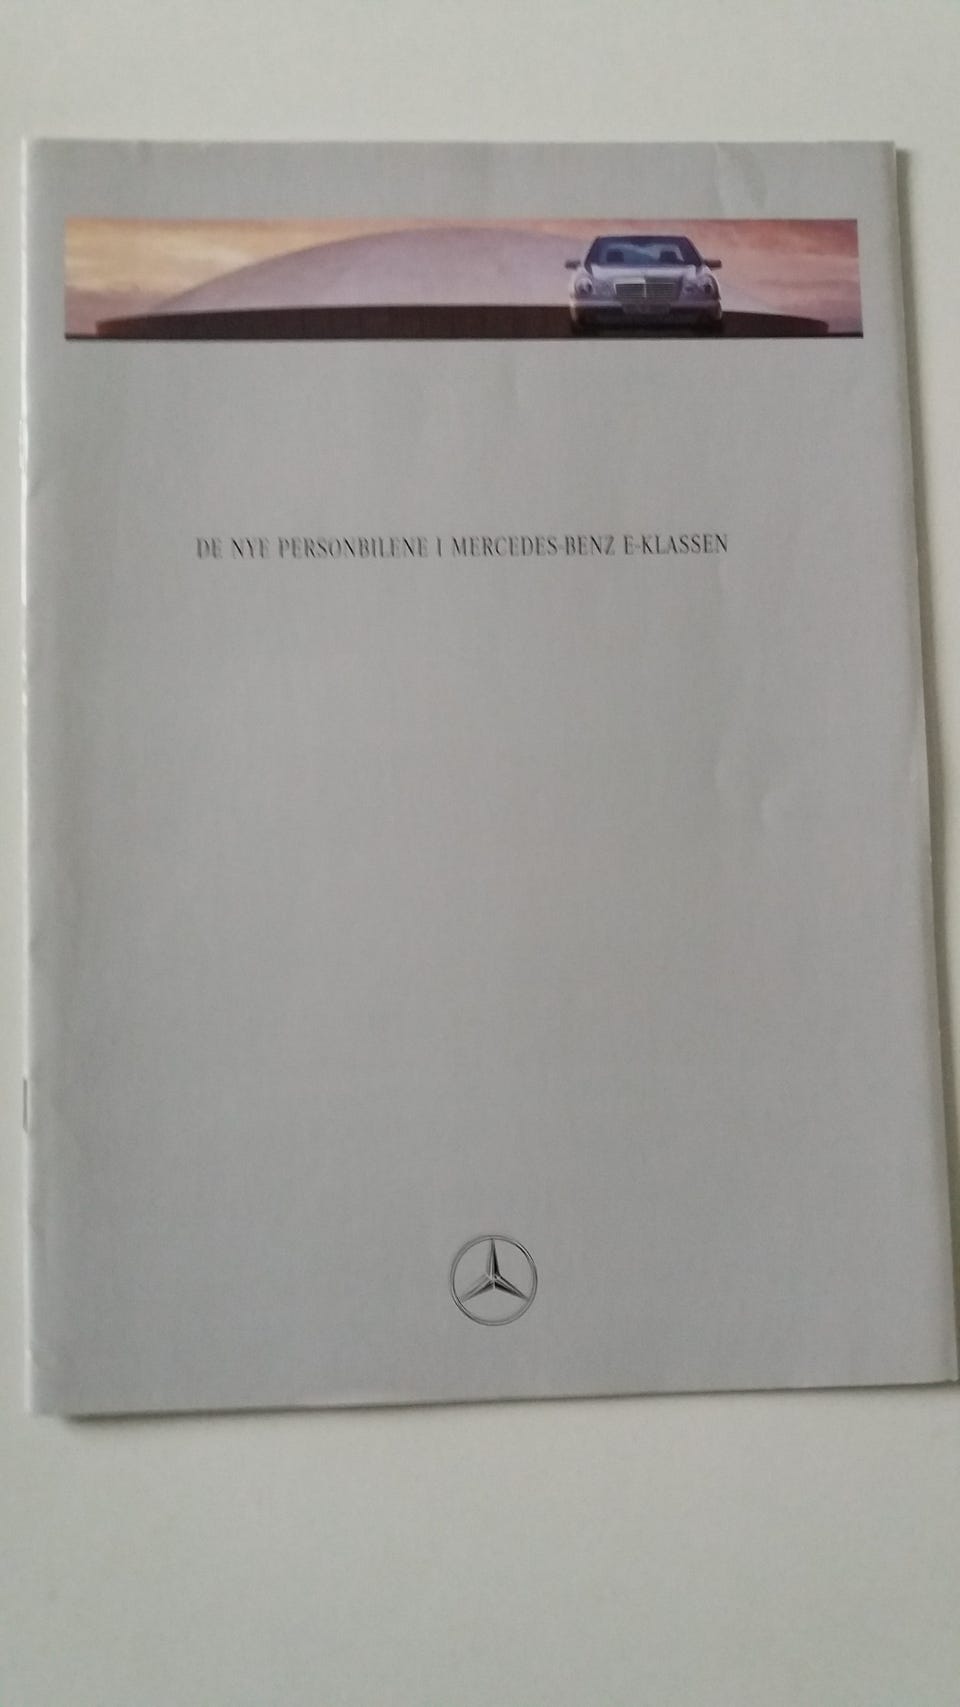 DE NYE PERSONBILENE I MERCEDES-BENZ E-KLASSEN